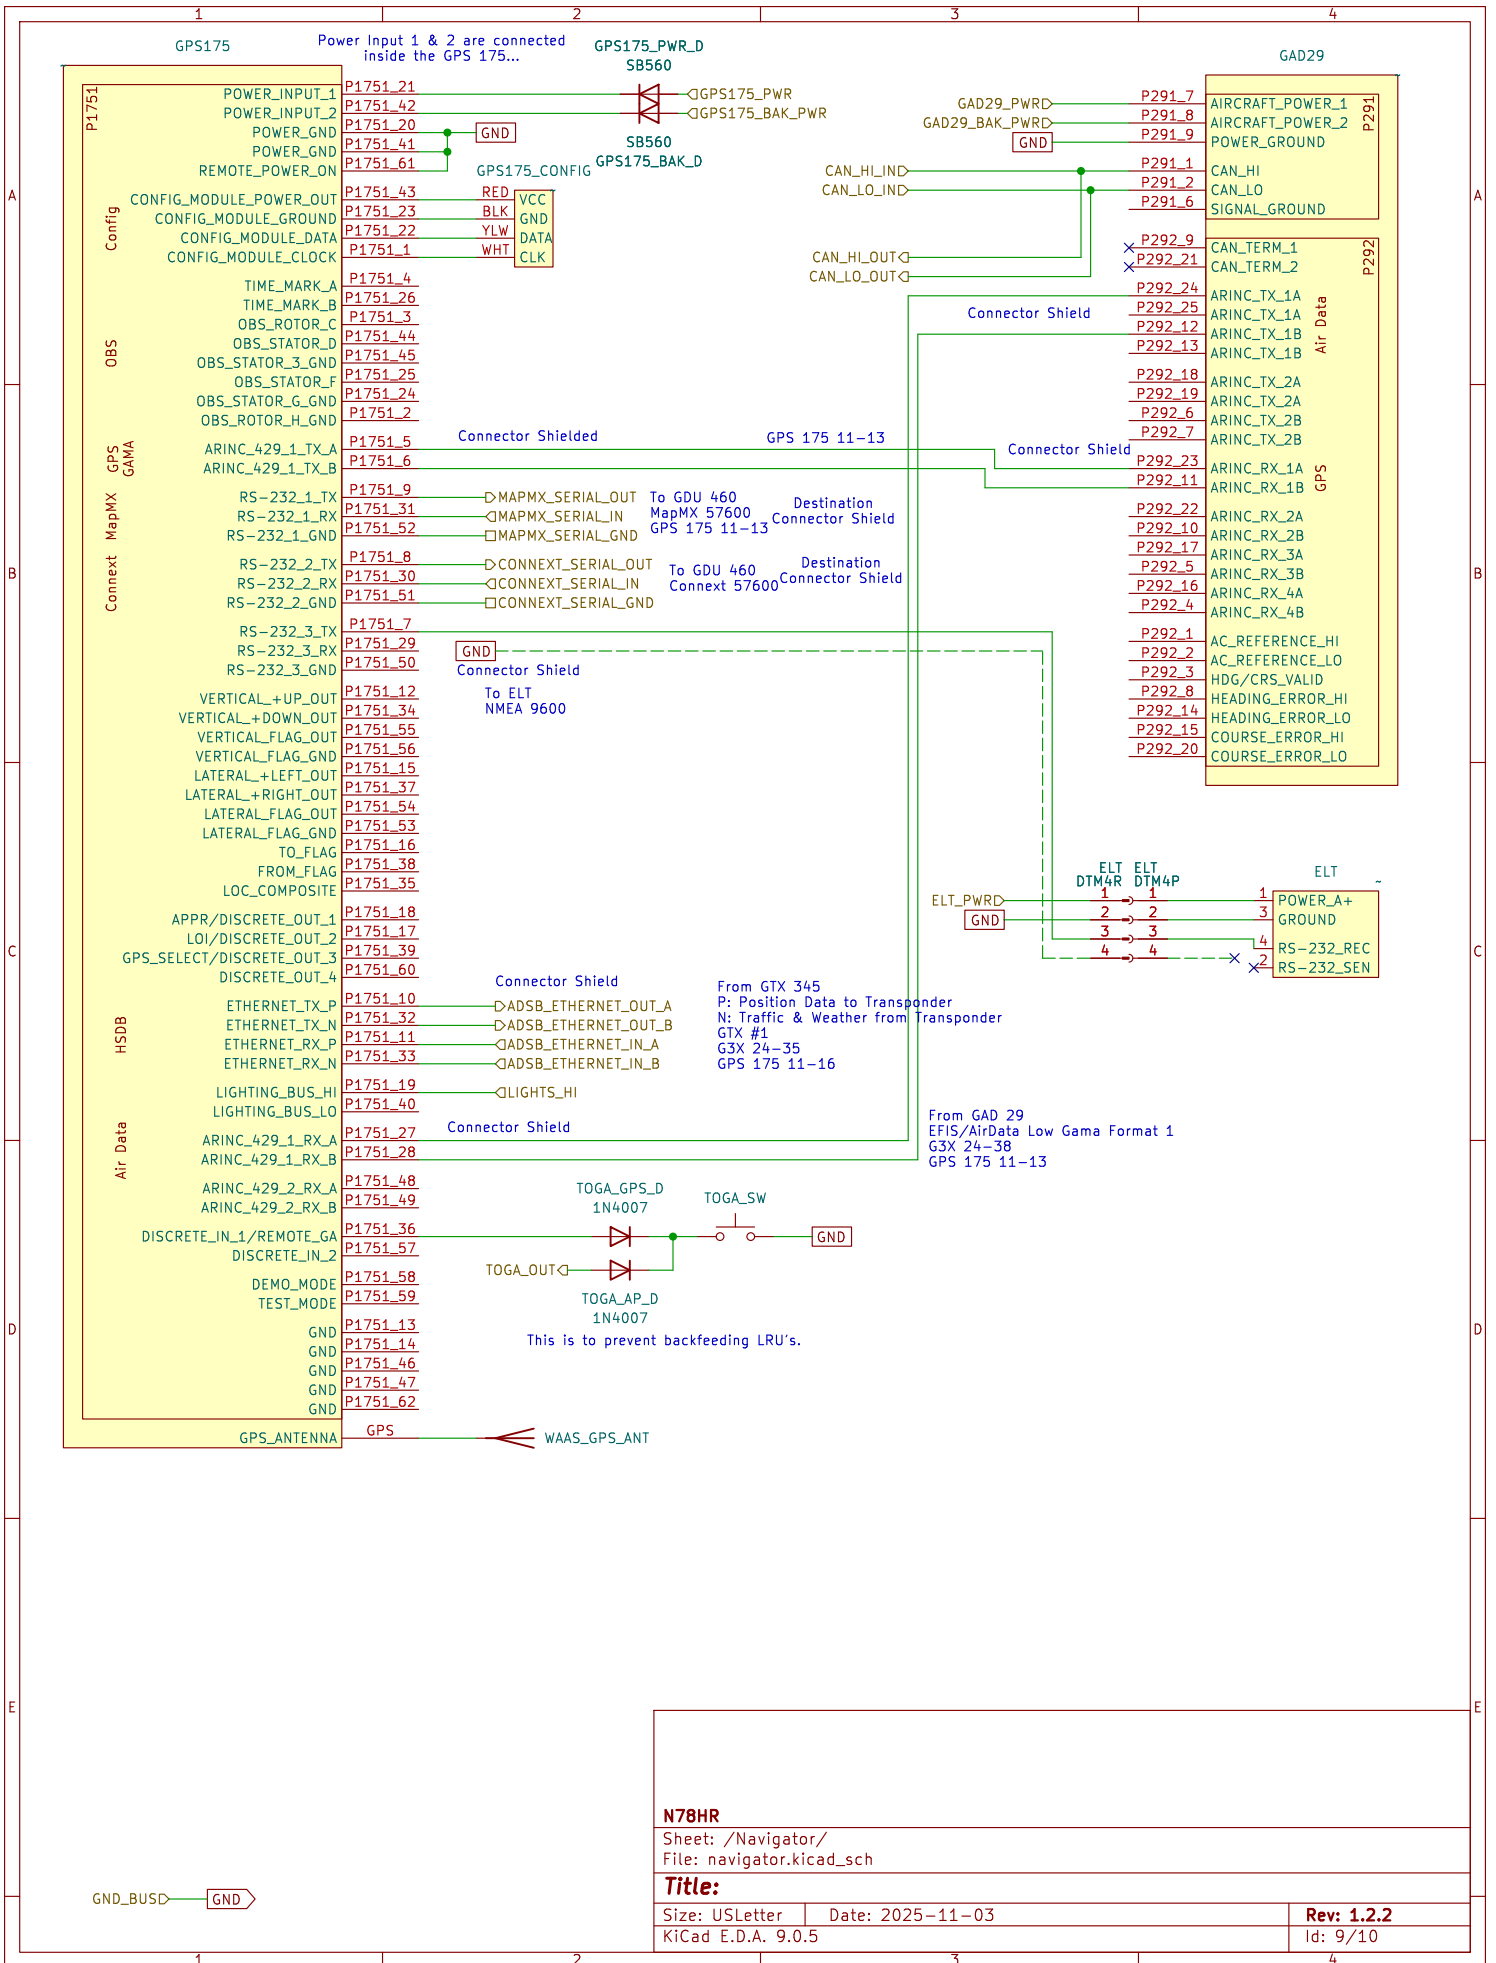 1 2 3 4
GPS175
Power Input 1 & 2 are connected
inside the GPS 175...
GPS175_PWR_D
SB560
GAD29
P1751
POWER_INPUT_1 P1751_21 GPS175_PWR
POWER_INPUT_2 P1751_42 GPS175_BAK_PWR
POWER_GND P1751_20 GND
POWER_GND P1751_41
REMOTE_POWER_ON P1751_61
SB560
GPS175_BAK_D
GPS175_CONFIG
A
Config
CONFIG_MODULE_POWER_OUT P1751_43 RED VCC
CONFIG_MODULE_GROUND P1751_23 BLK GND
CONFIG_MODULE_DATA P1751_22 YLW DATA
CONFIG_MODULE_CLOCK P1751_1 WHT CLK
TIME_MARK_A P1751_4
TIME_MARK_B P1751_26
OBS
OBS_ROTOR_C P1751_3
OBS_STATOR_D P1751_44
OBS_STATOR_3_GND P1751_45
OBS_STATOR_F P1751_25
OBS_STATOR_G_GND P1751_24
OBS_ROTOR_H_GND P1751_2
GPS
GAMA
ARINC_429_1_TX_A P1751_5
ARINC_429_1_TX_B P1751_6
Connector Shielded
GPS 175 11-13
Connector Shield
MapMX
RS-232_1_TX P1751_9 MAPMX_SERIAL_OUT
RS-232_1_RX P1751_31 MAPMX_SERIAL_IN
RS-232_1_GND P1751_52 MAPMX_SERIAL_GND
To GDU 460
MapMX 57600
GPS 175 11-13
Destination
Connector Shield
B
Connext
RS-232_2_TX P1751_8 CONNEXT_SERIAL_OUT
RS-232_2_RX P1751_30 CONNEXT_SERIAL_IN
RS-232_2_GND P1751_51 CONNEXT_SERIAL_GND
To GDU 460
Connext 57600
Destination
Connector Shield
RS-232_3_TX P1751_7
RS-232_3_RX P1751_29
RS-232_3_GND P1751_50
GND
Connector Shield
To ELT
NMEA 9600
VERTICAL_+UP_OUT P1751_12
VERTICAL_+DOWN_OUT P1751_34
VERTICAL_FLAG_OUT P1751_55
VERTICAL_FLAG_GND P1751_56
LATERAL_+LEFT_OUT P1751_15
LATERAL_+RIGHT_OUT P1751_37
LATERAL_FLAG_OUT P1751_54
LATERAL_FLAG_GND P1751_53
TO_FLAG P1751_16
FROM_FLAG P1751_38
LOC_COMPOSITE P1751_35
C
APPR/DISCRETE_OUT_1 P1751_18
LOI/DISCRETE_OUT_2 P1751_17
GPS_SELECT/DISCRETE_OUT_3 P1751_39
DISCRETE_OUT_4 P1751_60
Connector Shield
HSDB
ETHERNET_TX_P P1751_10 ADSB_ETHERNET_OUT_A
ETHERNET_TX_N P1751_32 ADSB_ETHERNET_OUT_B
ETHERNET_RX_P P1751_11 ADSB_ETHERNET_IN_A
ETHERNET_RX_N P1751_33 ADSB_ETHERNET_IN_B
From GTX 345
P: Position Data to Transponder
N: Traffic & Weather from Transponder
GTX #1
G3X 24-35
GPS 175 11-16
LIGHTING_BUS_HI P1751_19 LIGHTS_HI
LIGHTING_BUS_LO P1751_40
Air Data
ARINC_429_1_RX_A P1751_27
ARINC_429_1_RX_B P1751_28
Connector Shield
From GAD 29
EFIS/AirData Low Gama Format 1
G3X 24-38
GPS 175 11-13
ARINC_429_2_RX_A P1751_48
ARINC_429_2_RX_B P1751_49
TOGA_GPS_D
1N4007
TOGA_SW
DISCRETE_IN_1/REMOTE_GA P1751_36 GND
DISCRETE_IN_2 P1751_57
TOGA_OUT
TOGA_AP_D
1N4007
This is to prevent backfeeding LRU's.
DEMO_MODE P1751_58
TEST_MODE P1751_59
D
GND P1751_13
GND P1751_14
GND P1751_46
GND P1751_47
GND P1751_62
GPS_ANTENNA GPS WAAS_GPS_ANT
P291
GAD29_PWR P291_7 AIRCRAFT_POWER_1
GAD29_BAK_PWR P291_8 AIRCRAFT_POWER_2
GND P291_9 POWER_GROUND
CAN_HI_IN P291_1 CAN_HI
CAN_LO_IN P291_2 CAN_LO
P291_6 SIGNAL_GROUND
A
P292
P292_9 CAN_TERM_1
CAN_HI_OUT
P292_21 CAN_TERM_2
CAN_LO_OUT
Air Data
P292_24 ARINC_TX_1A
P292_25 ARINC_TX_1A
Connector Shield
P292_12 ARINC_TX_1B
P292_13 ARINC_TX_1B
P292_18 ARINC_TX_2A
P292_19 ARINC_TX_2A
P292_6 ARINC_TX_2B
P292_7 ARINC_TX_2B
GPS
P292_23 ARINC_RX_1A
P292_11 ARINC_RX_1B
P292_22 ARINC_RX_2A
P292_10 ARINC_RX_2B
P292_17 ARINC_RX_3A
P292_5 ARINC_RX_3B
B
P292_16 ARINC_RX_4A
P292_4 ARINC_RX_4B
P292_1 AC_REFERENCE_HI
P292_2 AC_REFERENCE_LO
P292_3 HDG/CRS_VALID
P292_8 HEADING_ERROR_HI
P292_14 HEADING_ERROR_LO
P292_15 COURSE_ERROR_HI
P292_20 COURSE_ERROR_LO
ELT ELT ELT
DTM4R DTM4P ~
ELT_PWR 1 1 1 POWER_A+
GND 2 2 3 GROUND
3 3 4 RS-232_REC
4 4 2 RS-232_SEN
C
D
E E
N78HR
Sheet: /Navigator/
File: navigator.kicad_sch
Title:
Size: USLetter Date: 2025-11-03 Rev: 1.2.2
KiCad E.D.A. 9.0.5 Id: 9/10
GND_BUS GND
1 2 3 4